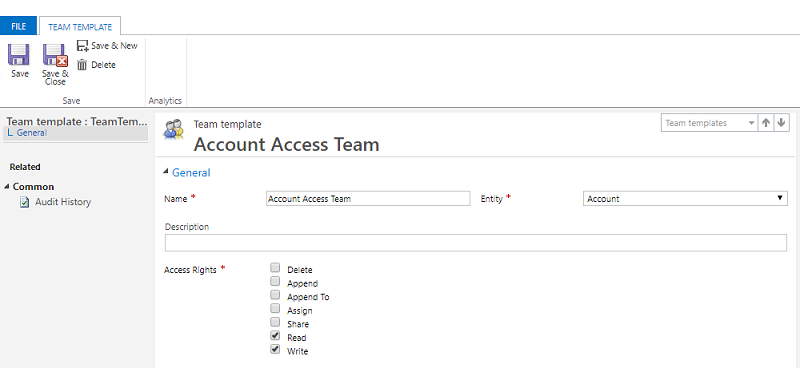 FILE TEAM TEMPLATE
Save
Save & Close
Save & New
Delete
Save
Analytics
Team template : TeamTem...
General
Related
Common
Audit History
Team template
Account Access Team
Team templates
General
Name * Account Access Team Entity * Account
Description
Access Rights * Delete
Append
Append To
Assign
Share
Read
Write